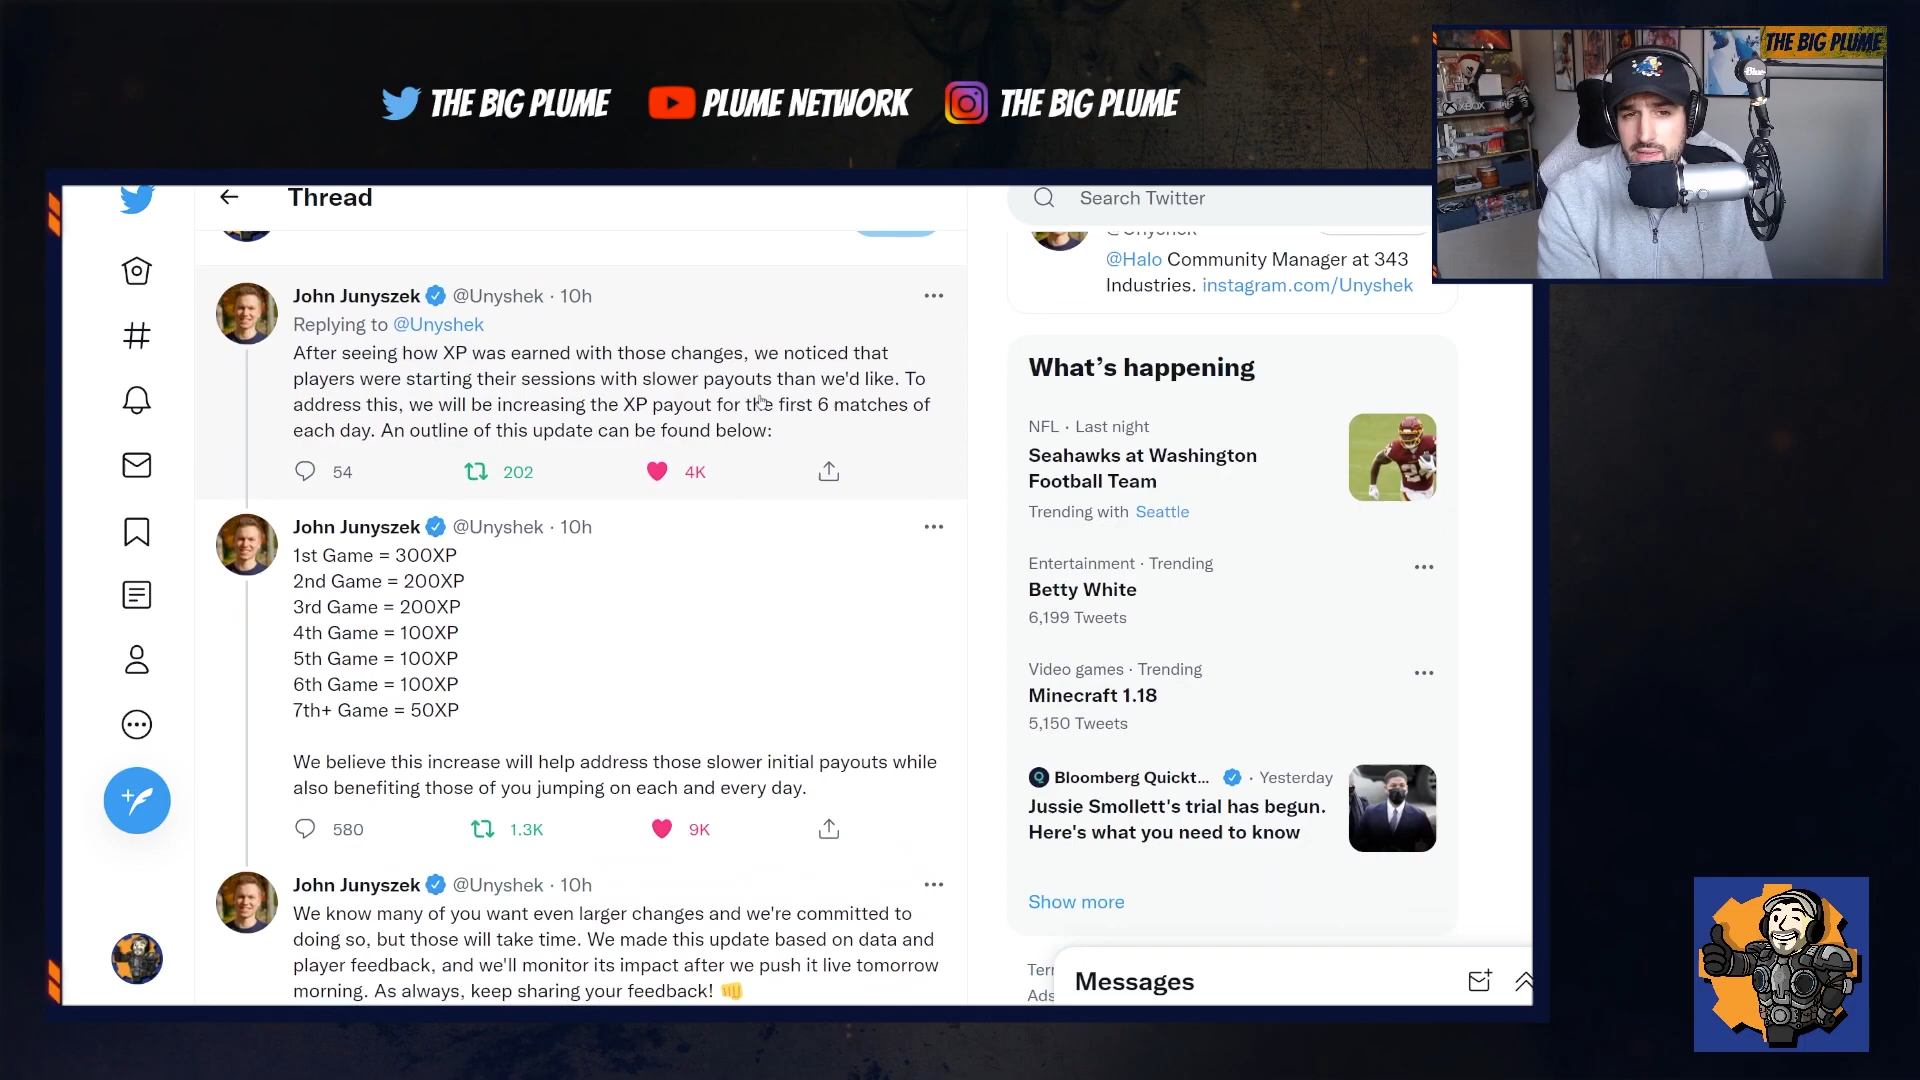 THE BIG PLUME PLUME NETWORK THE BIG PLUME
THE BIG PLUME
XBOX
Blue
Thread
Search Twitter
@Unyshek
@Halo Community Manager at 343
Industries. instagram.com/Unyshek
John Junyszek @Unyshek · 10h
Replying to @Unyshek
After seeing how XP was earned with those changes, we noticed that
players were starting their sessions with slower payouts than we'd like. To
address this, we will be increasing the XP payout for the first 6 matches of
each day. An outline of this update can be found below:
54 202 4K
John Junyszek @Unyshek · 10h
1st Game = 300XP
2nd Game = 200XP
3rd Game = 200XP
4th Game = 100XP
5th Game = 100XP
6th Game = 100XP
7th+ Game = 50XP
We believe this increase will help address those slower initial payouts while
also benefiting those of you jumping on each and every day.
580 1.3K 9K
John Junyszek @Unyshek · 10h
We know many of you want even larger changes and we're committed to
doing so, but those will take time. We made this update based on data and
player feedback, and we'll monitor its impact after we push it live tomorrow
morning. As always, keep sharing your feedback! 👊
What's happening
NFL · Last night
Seahawks at Washington
Football Team
Trending with Seattle
Entertainment · Trending
Betty White
6,199 Tweets
Video games · Trending
Minecraft 1.18
5,150 Tweets
Bloomberg Quickt... · Yesterday
Jussie Smollett's trial has begun.
Here's what you need to know
Show more
Messages